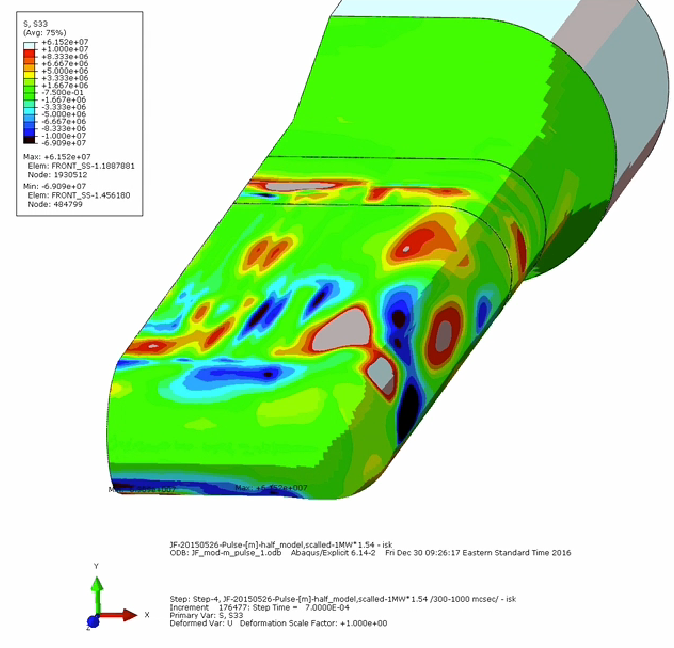 S, S33
(Avg: 75%)
+6.152e+07
+1.000e+07
+8.333e+06
+6.667e+06
+5.000e+06
+3.333e+06
+1.667e+06
-7.500e-01
-1.667e+06
-3.333e+06
-5.000e+06
-6.667e+06
-8.333e+06
-1.000e+07
-6.909e+07
Max: +6.152e+07
Elem: FRONT_SS-1.1887881
Node: 1930512
Min: -6.909e+07
Elem: FRONT_SS-1.456180
Node: 484799
Max: +6.152e+007
JF-20150526-Pulse-[m]-half_model,scalled-1MW*1.54 - isk
ODB: JF_mod-m_pulse_1.odb Abaqus/Explicit 6.14-2 Fri Dec 30 09:26:17 Eastern Standard Time 2016
Y
X
Z
Step: Step-4, JF-20150526-Pulse-[m]-half_model,scalled-1MW* 1.54 /300-1000 mcsec/ - isk
Increment 176477: Step Time = 7.0000E-04
Primary Var: S, S33
Deformed Var: U Deformation Scale Factor: +1.000e+00